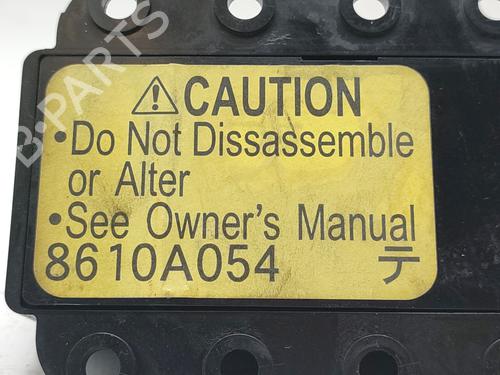 ⚠ CAUTION
•Do Not Dissassemble
or Alter
•See Owner's Manual
8610A054 テ
B-PARTS